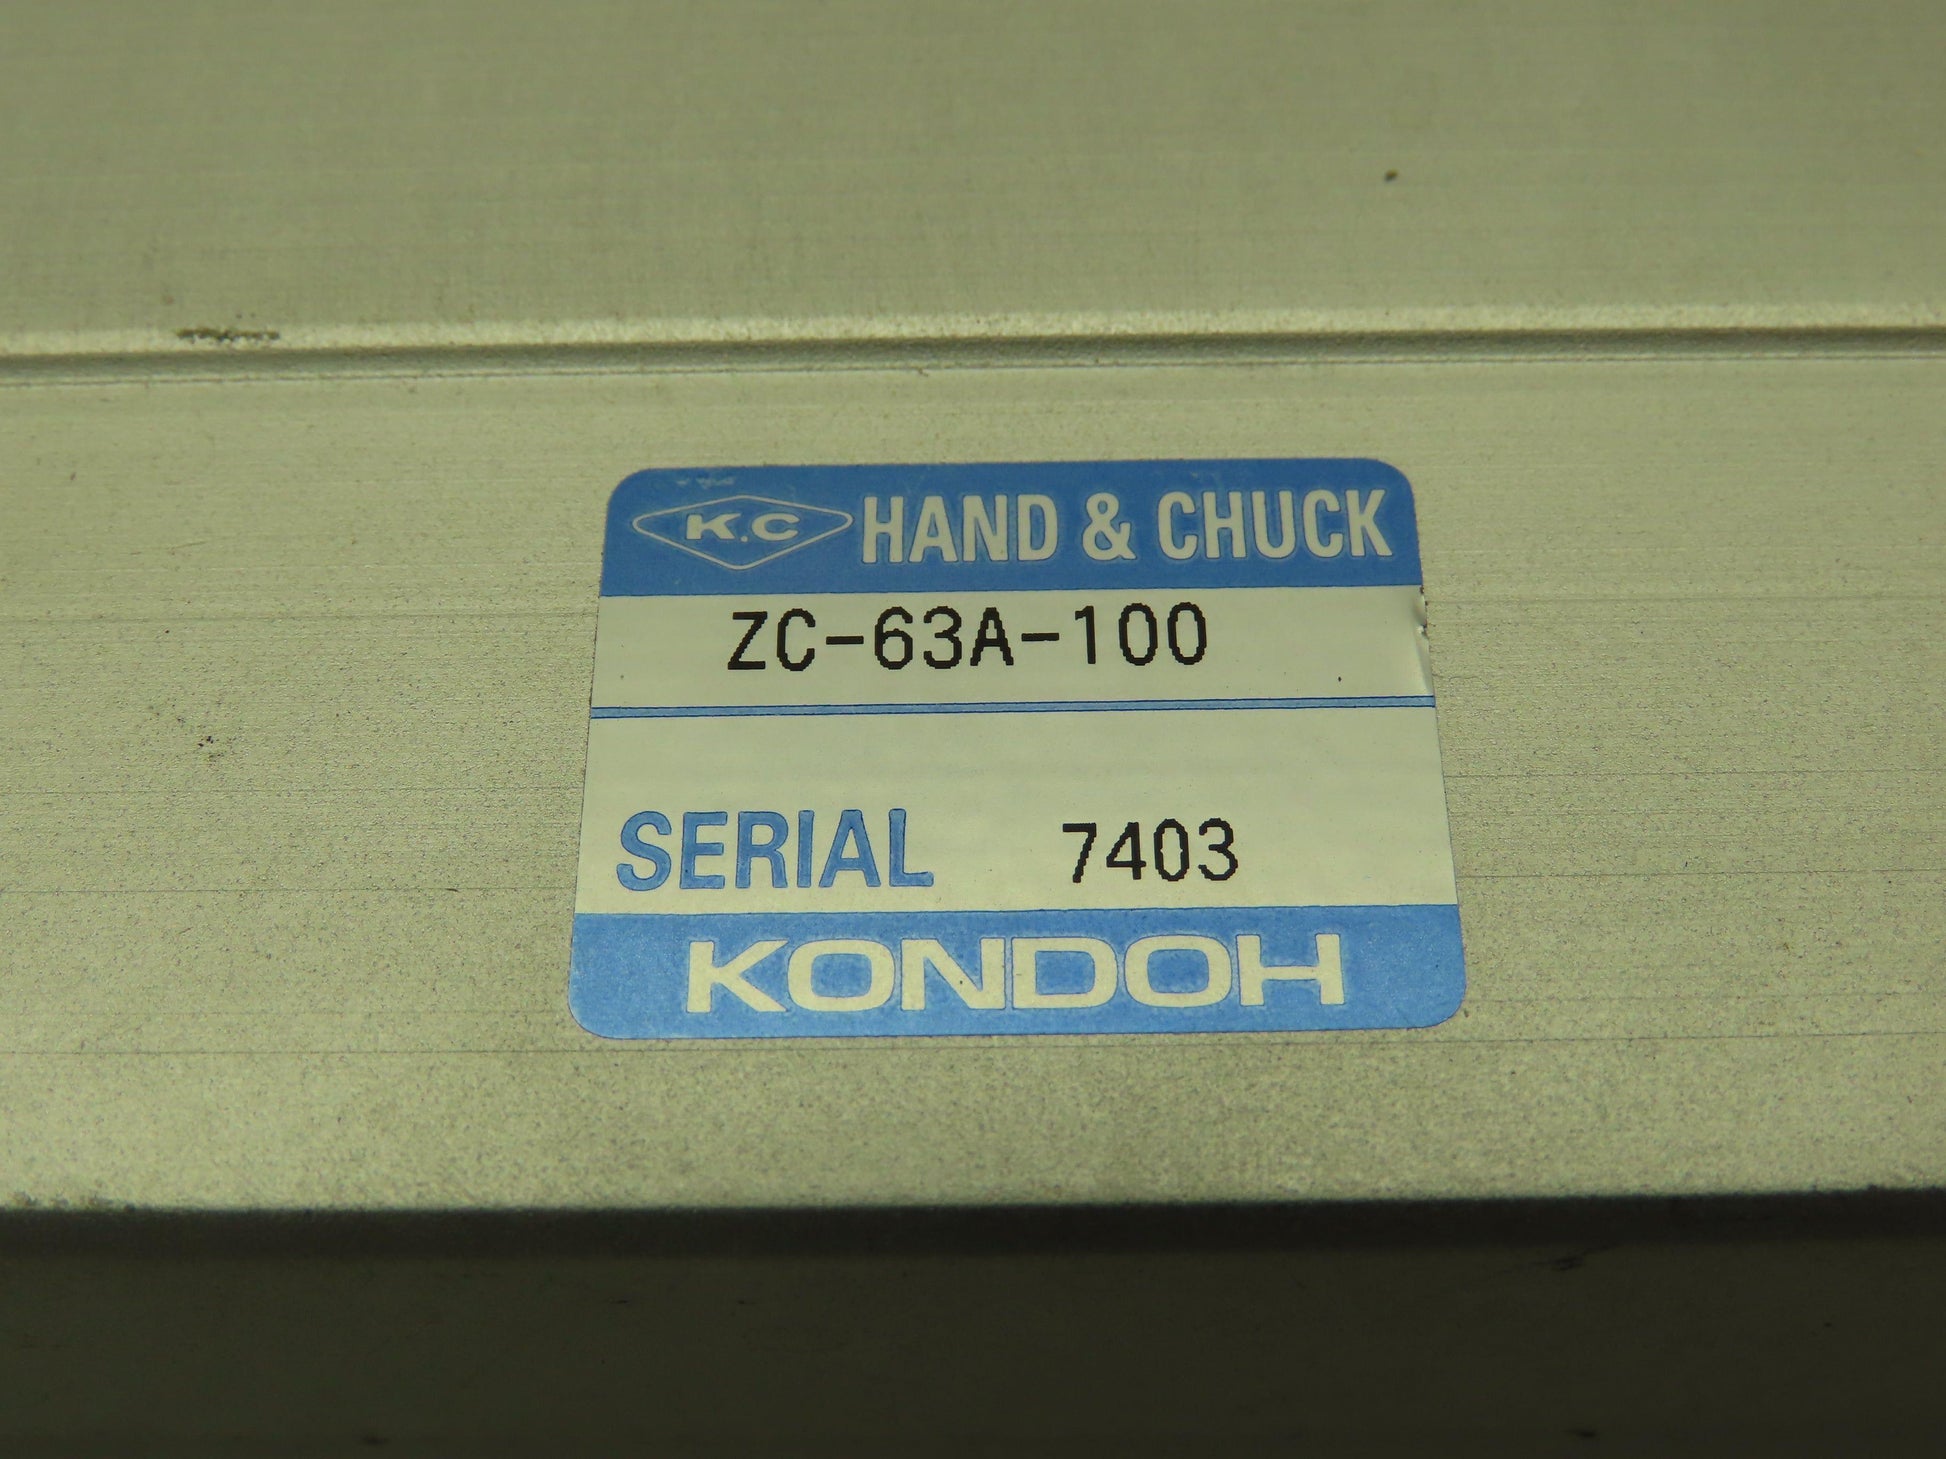 K.C HAND & CHUCK
ZC-63A-100
SERIAL 7403
KONDOH